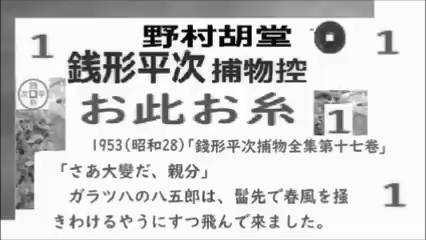 野村胡堂
1
1
銭形平次 捕物控
お此お糸
1
1953(昭和28)「銭形平次捕物全集第十七巻」
「さあ大變だ、親分」
ガラツハの八五郎は、髷先で春風を掻
きわけるやうにすつ飛んで來ました。
1